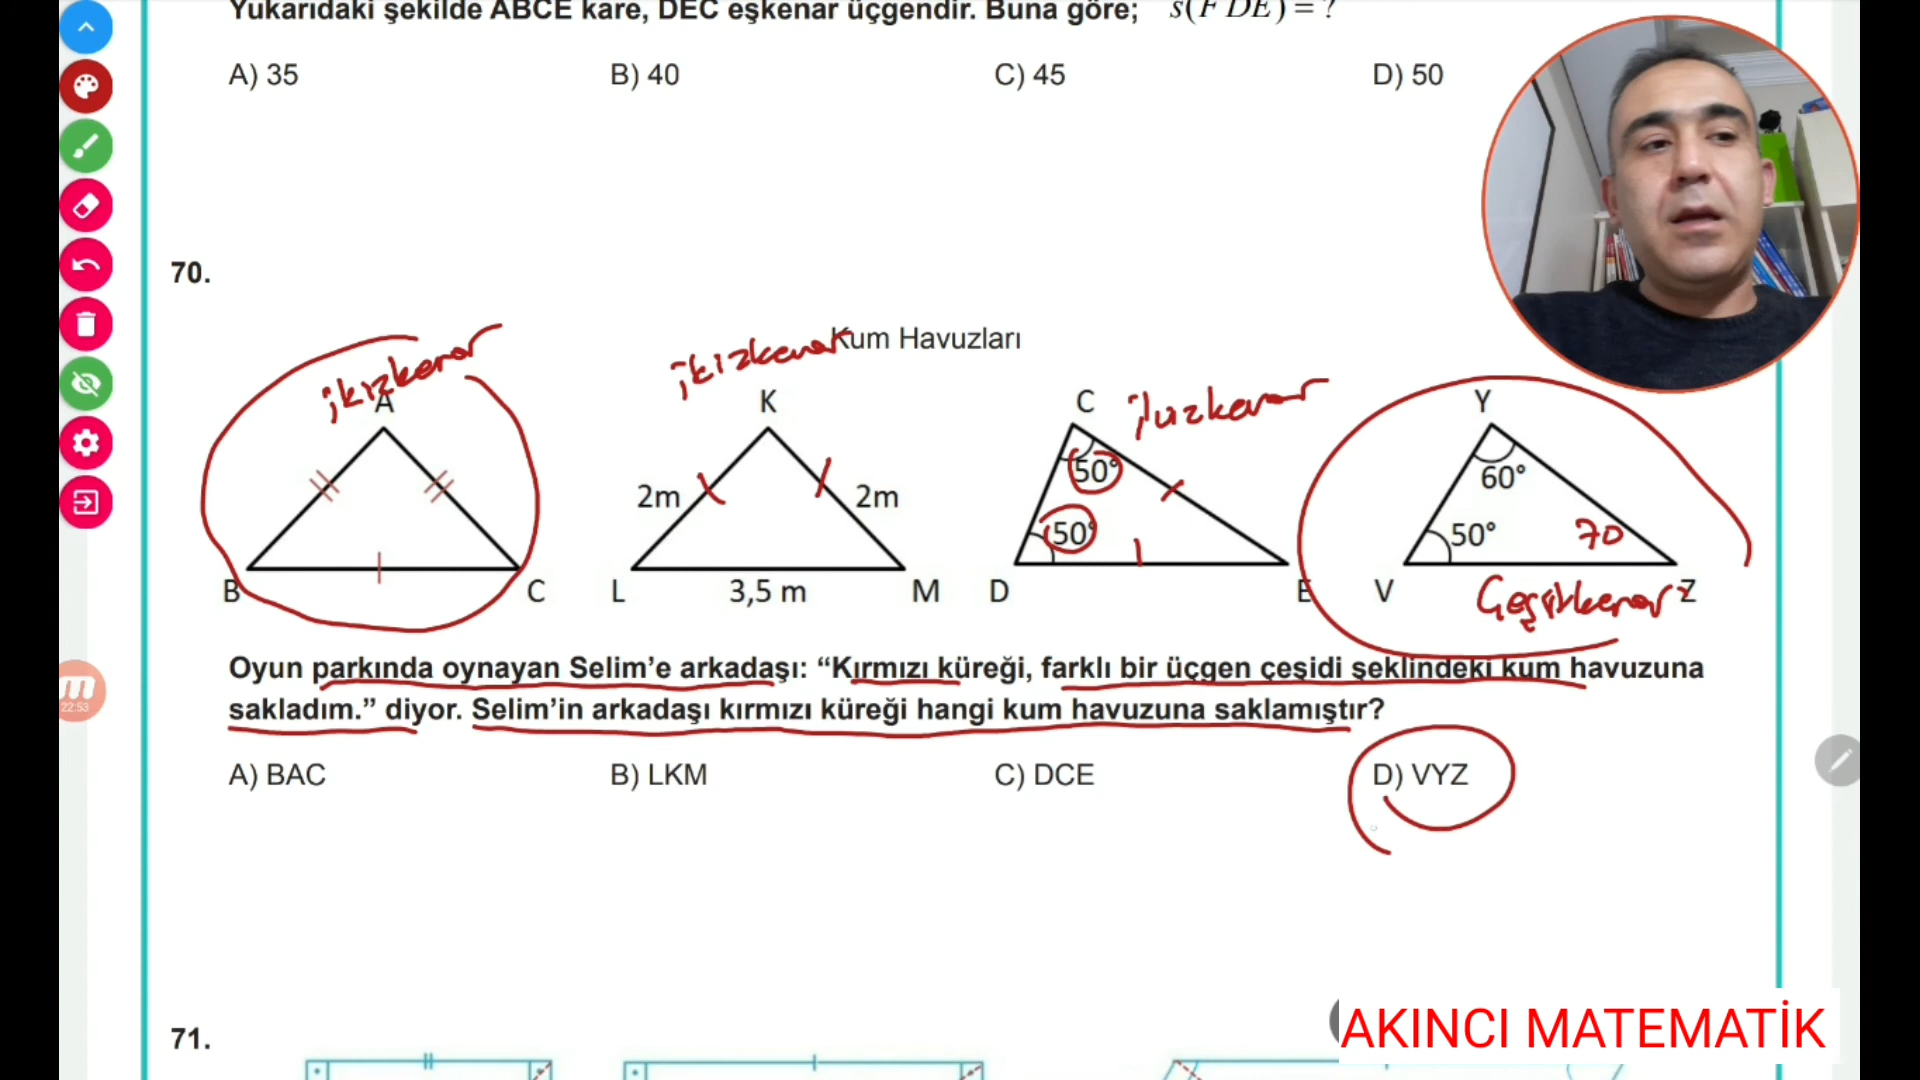 Yukarıdaki şekilde ABCE kare, DEC eşkenar üçgendir. Buna göre; s(FDE) = ?
A) 35 B) 40 C) 45 D) 50
70.
Kum Havuzları
ikizkenar ikizkenar ikizkenar
A K C Y
50° 60°
2m 2m 50° 50° 70
B C L 3,5 m M D E V Z
Çeşitkenar
Oyun parkında oynayan Selim’e arkadaşı: “Kırmızı küreği, farklı bir üçgen çeşidi şeklindeki kum havuzuna
sakladım.” diyor. Selim’in arkadaşı kırmızı küreği hangi kum havuzuna saklamıştır?
22:53
A) BAC B) LKM C) DCE D) VYZ
AKINCI MATEMATİK
71.